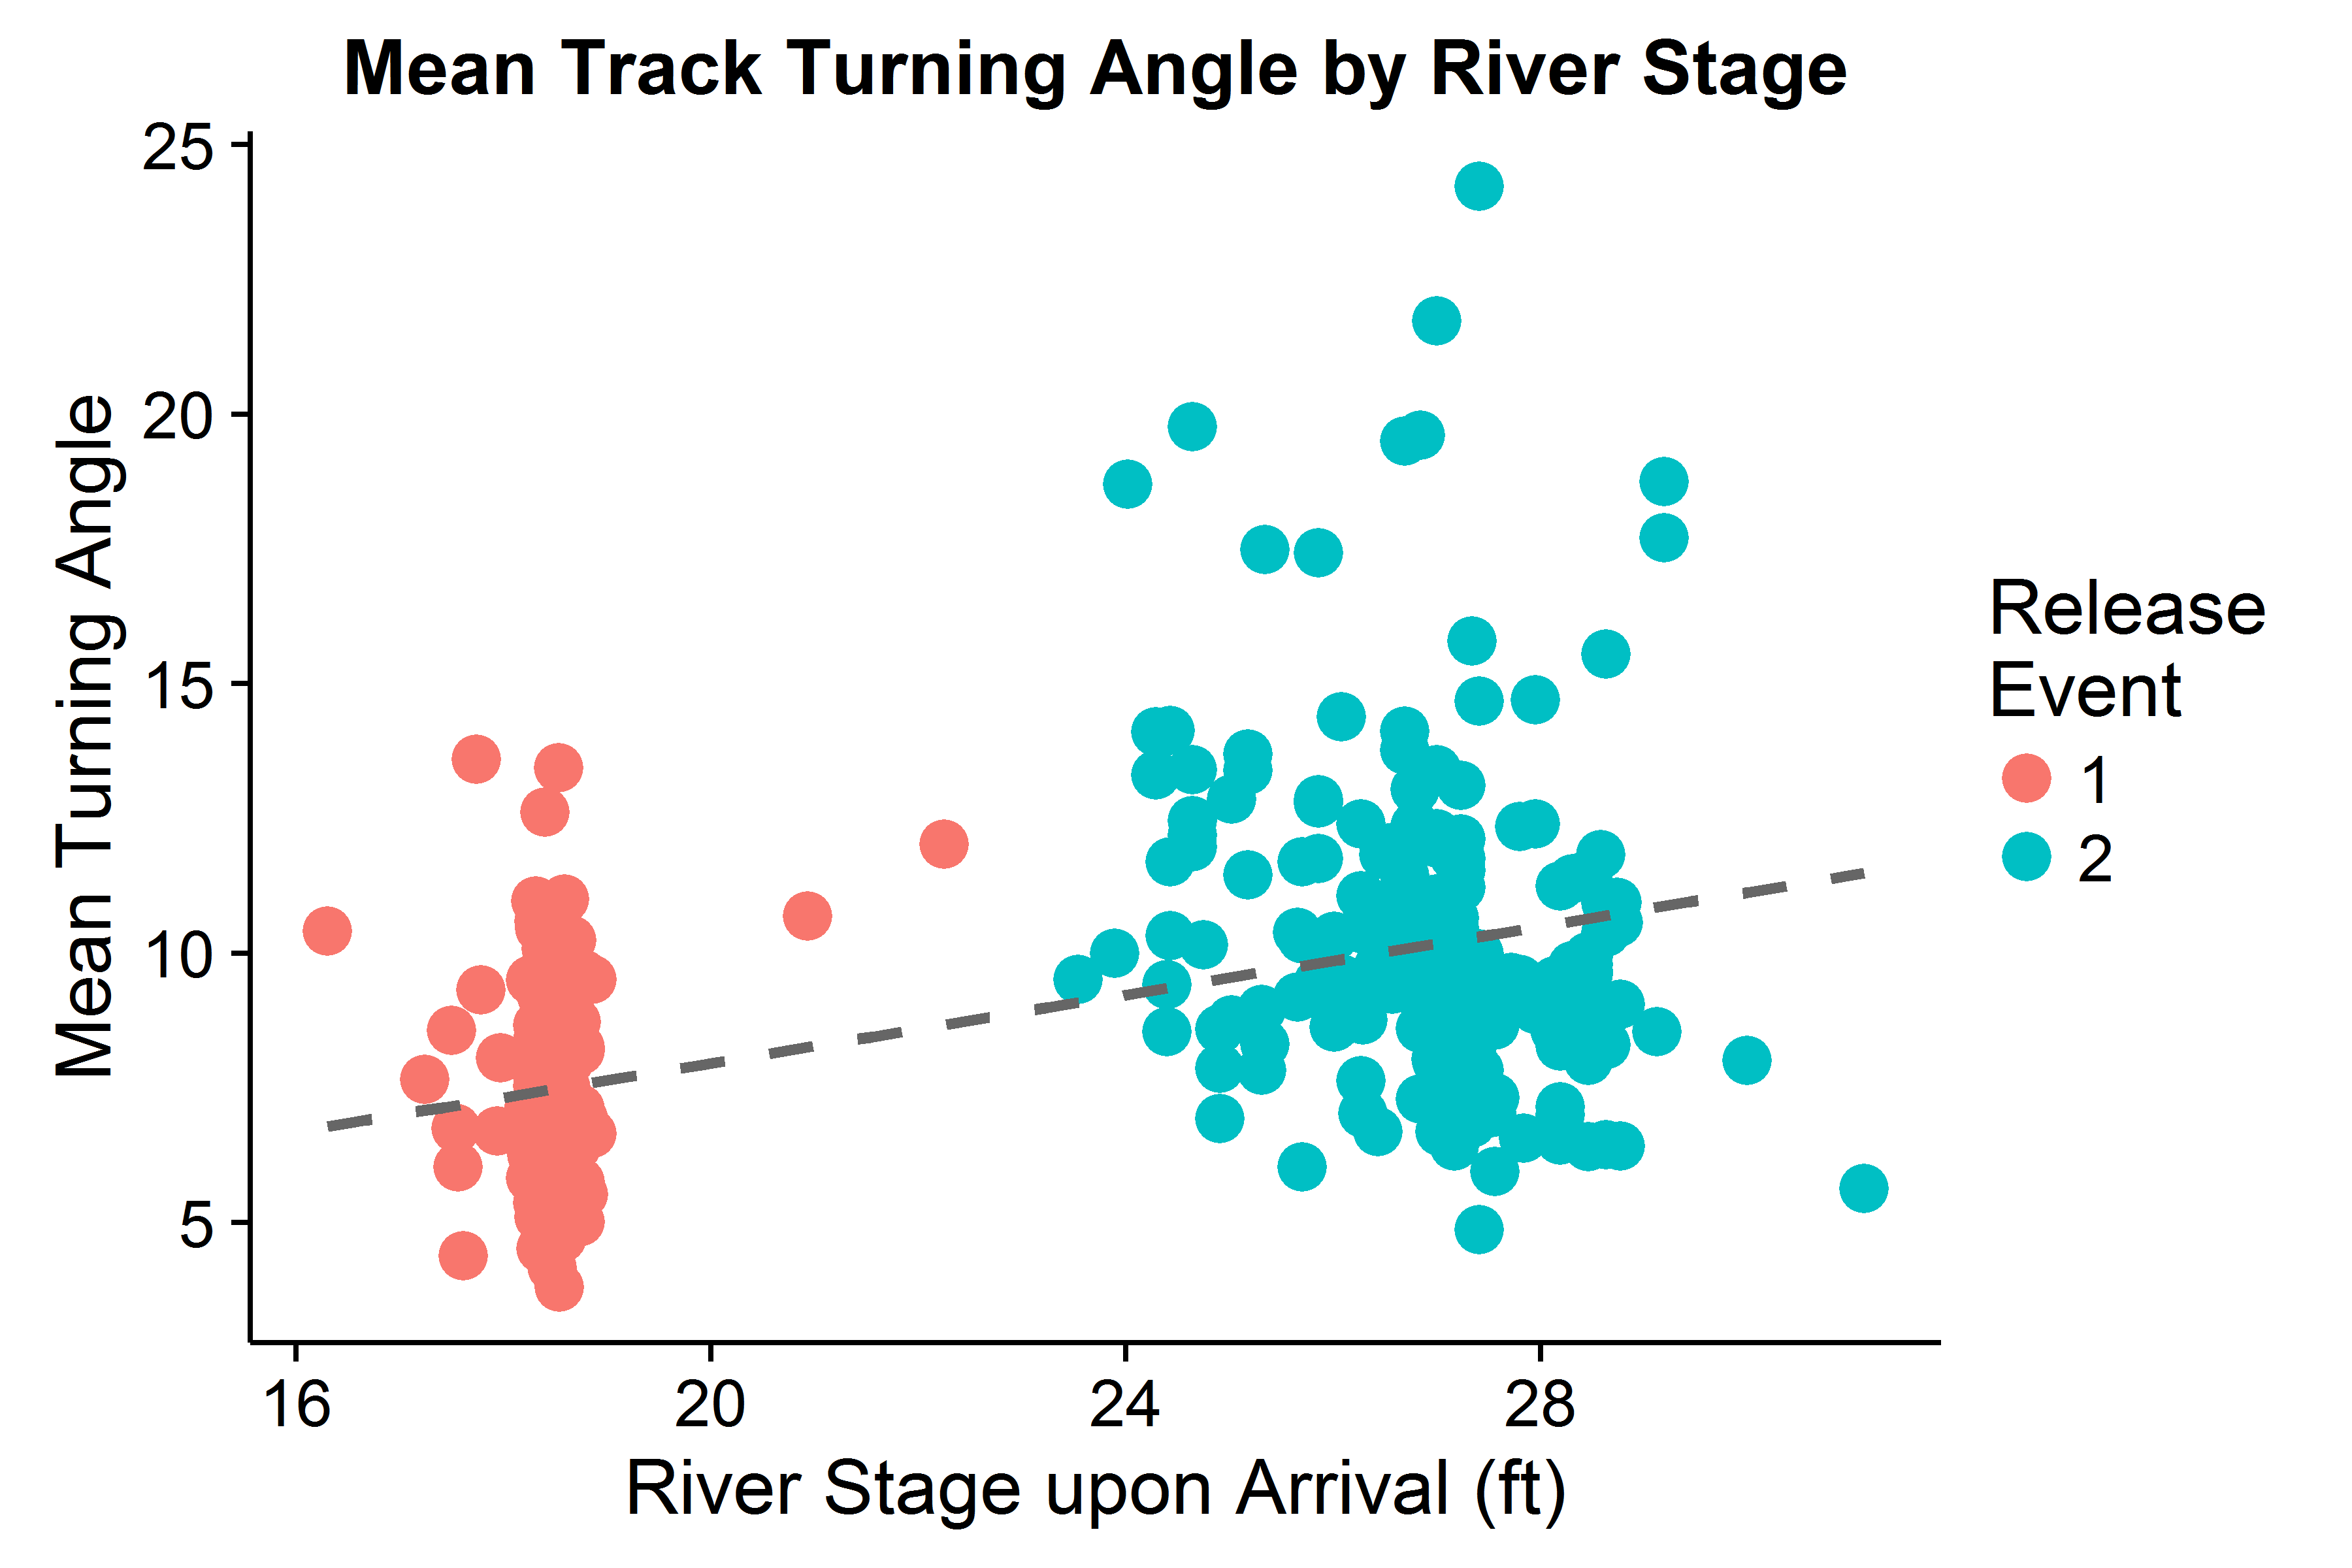 Mean Track Turning Angle by River Stage
25
20
15
10
5
Mean Turning Angle
16 20 24 28
River Stage upon Arrival (ft)
Release
Event
1
2